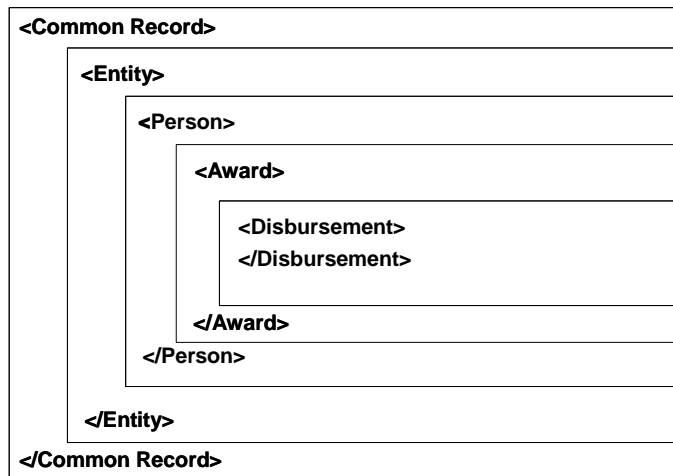 <Common Record>
<Entity>
<Person>
<Award>
<Disbursement>
</Disbursement>
</Award>
</Person>
</Entity>
</Common Record>